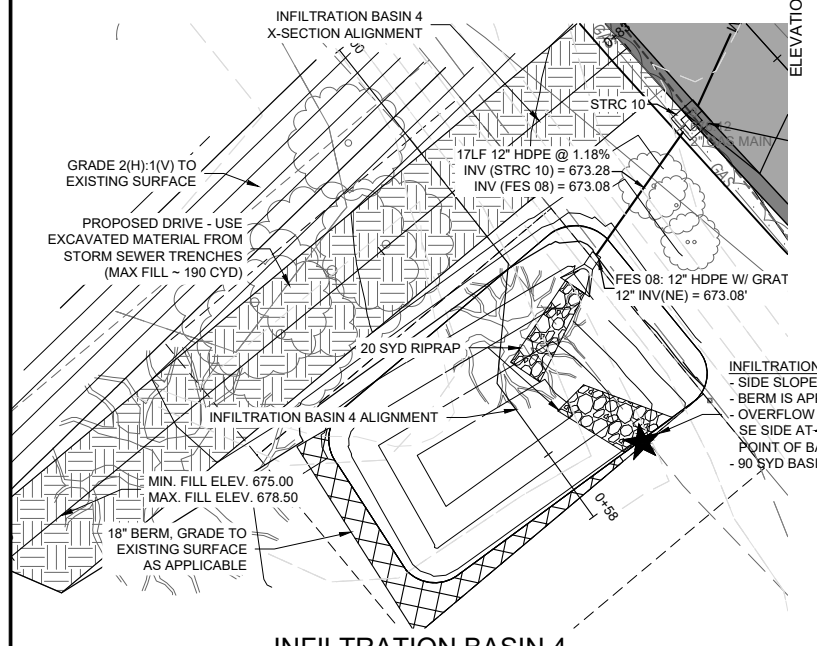 INFILTRATION BASIN 4
X-SECTION ALIGNMENT
ELEVATIO
STRC 10
GRADE 2(H):1(V) TO
EXISTING SURFACE
17LF 12" HDPE @ 1.18%
INV (STRC 10) = 673.28
INV (FES 08) = 673.08
MAIN
GAS
PROPOSED DRIVE - USE
EXCAVATED MATERIAL FROM
STORM SEWER TRENCHES
(MAX FILL ~ 190 CYD)
FES 08: 12" HDPE W/ GRAT
12" INV(NE) = 673.08'
20 SYD RIPRAP
INFILTRATION
- SIDE SLOPE
- BERM IS APP
- OVERFLOW
SE SIDE AT
POINT OF BA
- 90 SYD BASI
INFILTRATION BASIN 4 ALIGNMENT
MIN. FILL ELEV. 675.00
MAX. FILL ELEV. 678.50
0+58
18" BERM, GRADE TO
EXISTING SURFACE
AS APPLICABLE
INFILTRATION BASIN 4